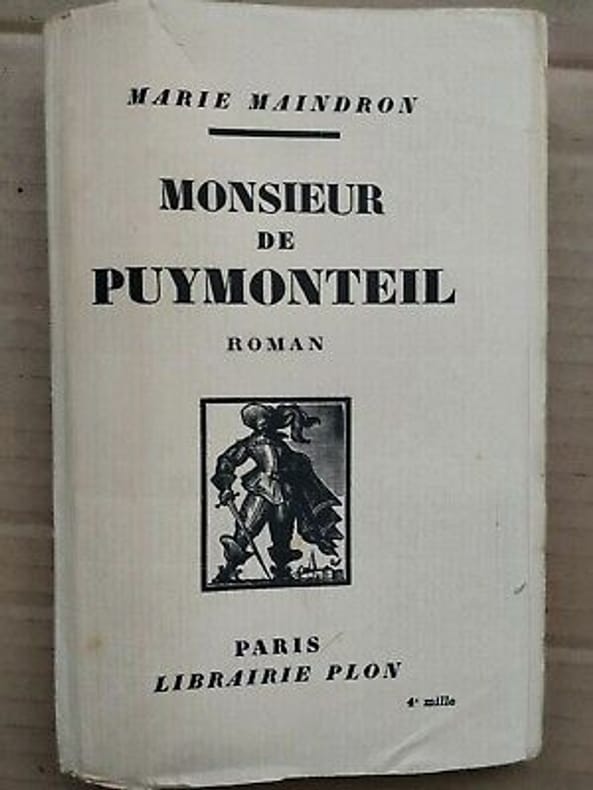 MARIE MAINDRON
MONSIEUR
DE
PUYMONTEIL
ROMAN
PARIS
LIBRAIRIE PLON
4e mille